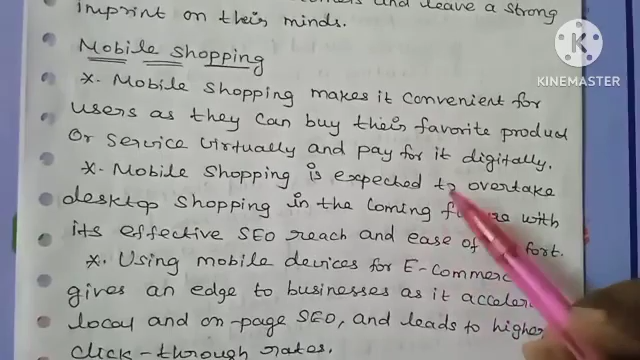 and leave a strong
imprint on their minds.
Mobile Shopping
K
KINEMASTER
*. Mobile Shopping makes it convenient for
users as they can buy their favorite product
or service virtually and pay for it digitally.
*. Mobile Shopping is expected to overtake
desktop Shopping in the coming with
its effective SEO reach and ease of
*. Using mobile devices for
gives an edge to businesses as it
local and on-page SEO, and leads to higher
click-through rates.